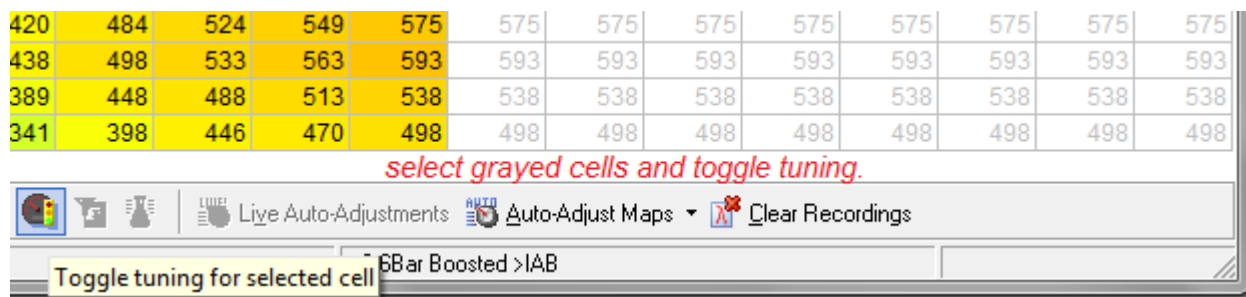 420 484 524 549 575 575 575 575 575 575 575 575 575
438 498 533 563 593 593 593 593 593 593 593 593 593
389 448 488 513 538 538 538 538 538 538 538 538 538
341 398 446 470 498 498 498 498 498 498 498 498 498
select grayed cells and toggle tuning.
Live Auto-Adjustments AUTO Auto-Adjust Maps Clear Recordings
6Bar Boosted >IAB
Toggle tuning for selected cell